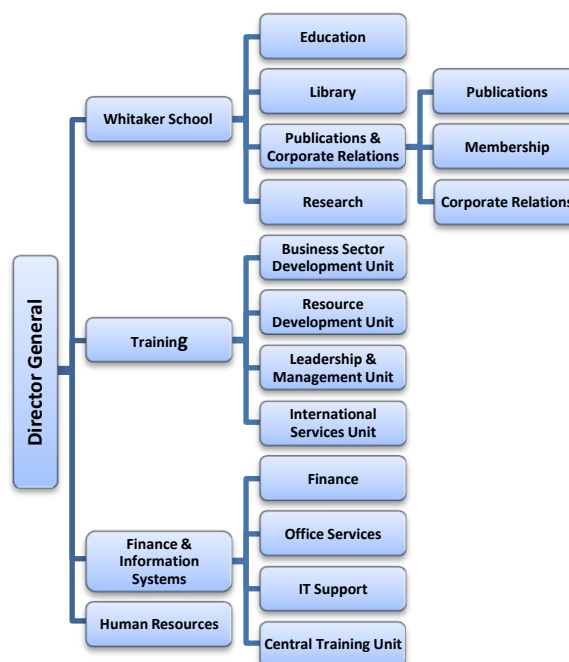 Director General
Whitaker School
Education
Library
Publications &
Corporate Relations
Publications
Membership
Corporate Relations
Research
Training
Business Sector
Development Unit
Resource
Development Unit
Leadership &
Management Unit
International
Services Unit
Finance &
Information
Systems
Finance
Office Services
IT Support
Central Training Unit
Human Resources